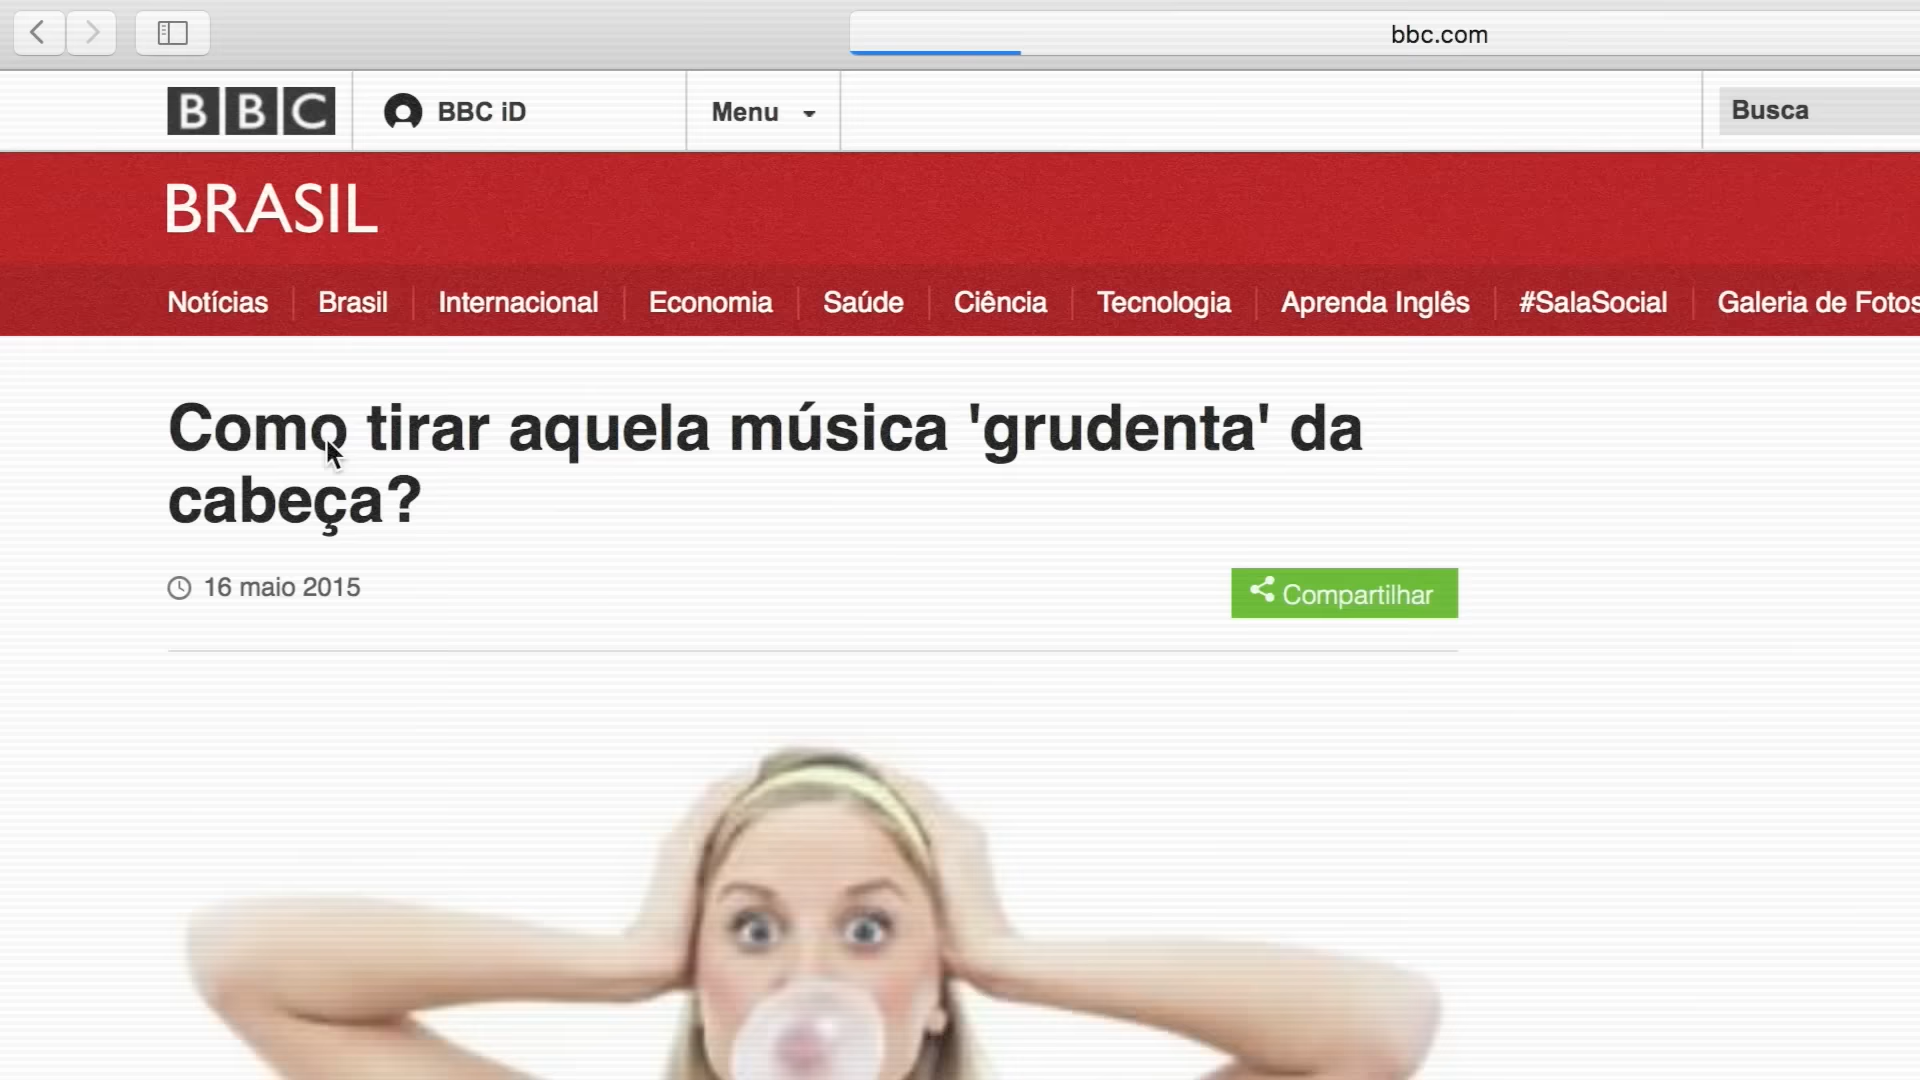 bbc.com
BBC
BBC iD
Menu
Busca
BRASIL
Notícias
Brasil
Internacional
Economia
Saúde
Ciência
Tecnologia
Aprenda Inglês
#SalaSocial
Galeria de Fotos
Como tirar aquela música 'grudenta' da
cabeça?
16 maio 2015
Compartilhar